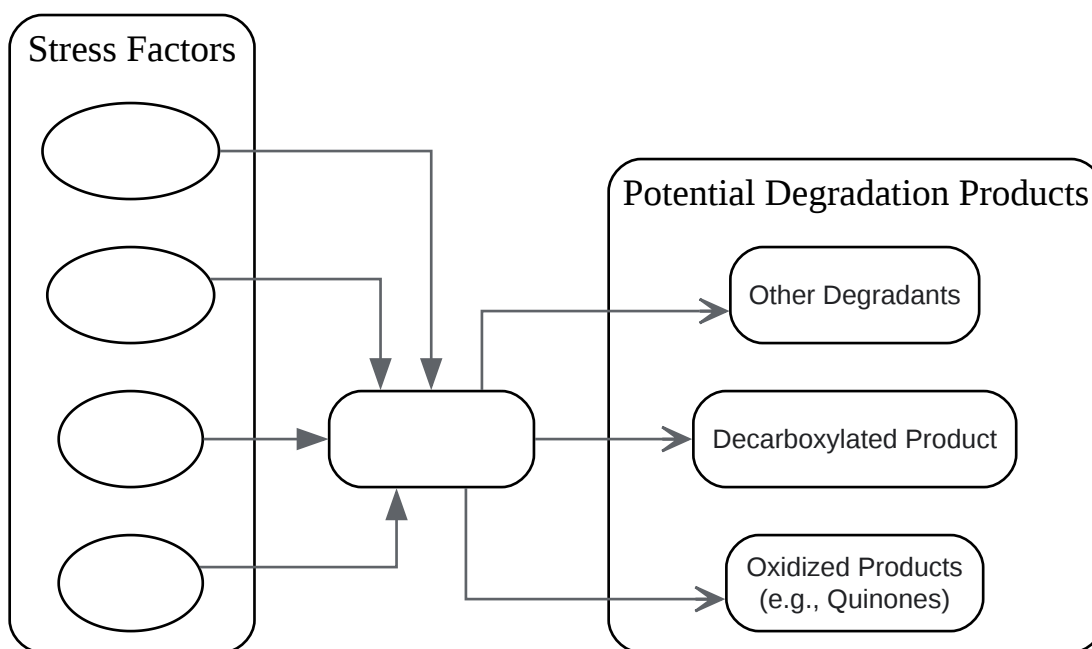 Stress Factors
Potential Degradation Products
Other Degradants
Decarboxylated Product
Oxidized Products
(e.g., Quinones)